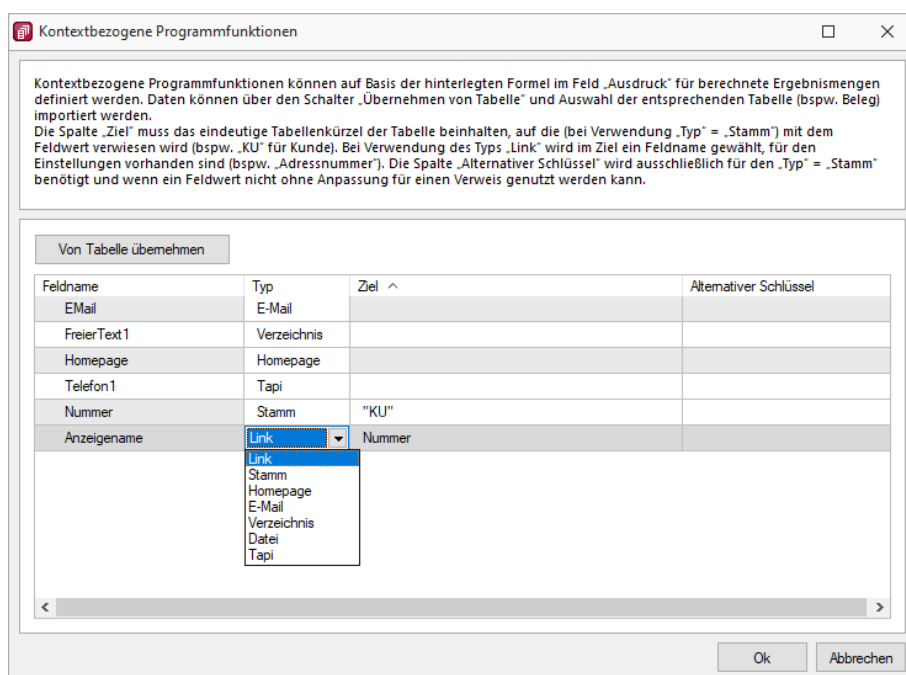 Kontextbezogene Programmfunktionen
Kontextbezogene Programmfunktionen können auf Basis der hinterlegten Formel im Feld „Ausdruck" für berechnete Ergebnismengen
definiert werden. Daten können über den Schalter „Übernehmen von Tabelle" und Auswahl der entsprechenden Tabelle (bspw. Beleg)
importiert werden.
Die Spalte „Ziel" muss das eindeutige Tabellenkürzel der Tabelle beinhalten, auf die (bei Verwendung „Typ" = „Stamm") mit dem
Feldwert verwiesen wird (bspw. „KU" für Kunde). Bei Verwendung des Typs „Link" wird im Ziel ein Feldname gewählt, für den
Einstellungen vorhanden sind (bspw. „Adressnummer"). Die Spalte „Alternativer Schlüssel" wird ausschließlich für den „Typ" = „Stamm"
benötigt und wenn ein Feldwert nicht ohne Anpassung für einen Verweis genutzt werden kann.
Von Tabelle übernehmen
Feldname Typ Ziel Alternativer Schlüssel
EMail E-Mail
FreierText1 Verzeichnis
Homepage Homepage
Telefon1 Tapi
Nummer Stamm "KU"
Anzeigename Link Nummer
Link
Stamm
Homepage
E-Mail
Verzeichnis
Datei
Tapi
Ok Abbrechen